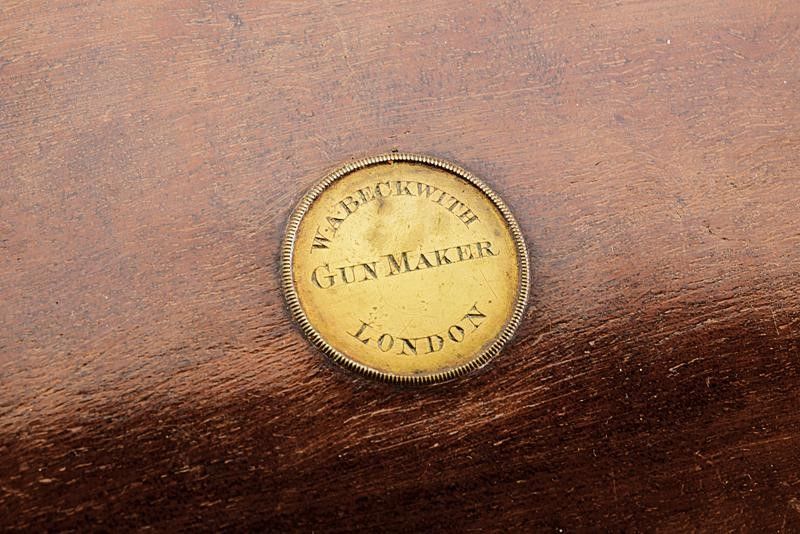 W.A.BECKWITH
GUN MAKER
LONDON.